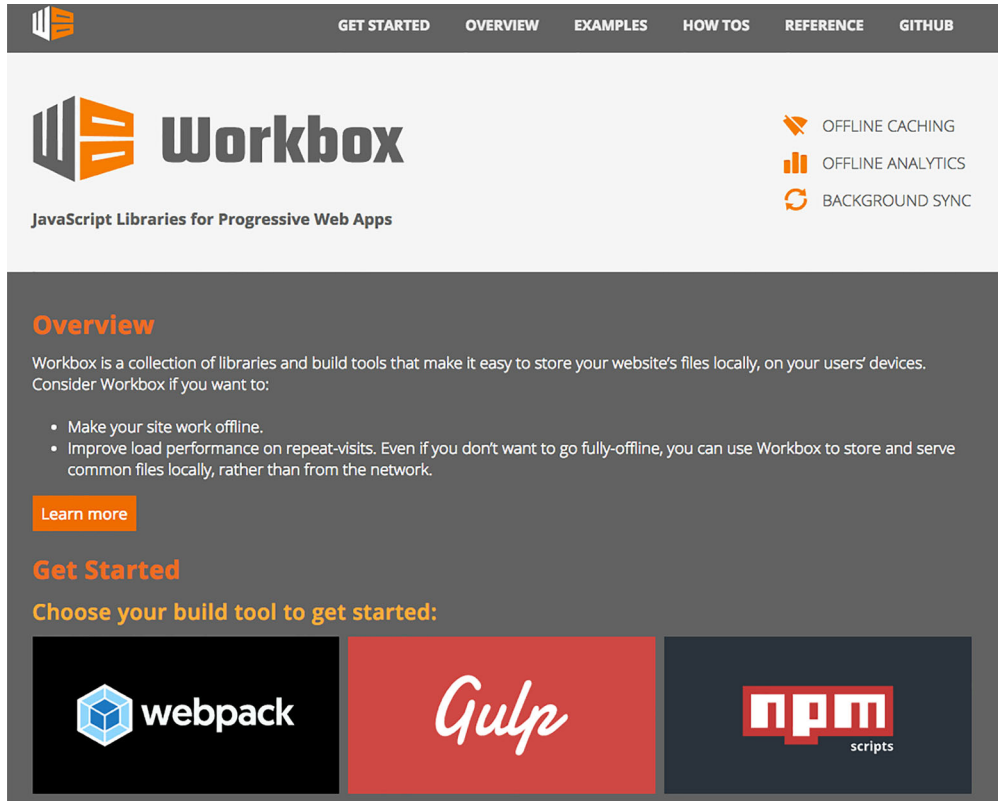 GET STARTED OVERVIEW EXAMPLES HOW TOS REFERENCE GITHUB
Workbox
JavaScript Libraries for Progressive Web Apps
OFFLINE CACHING
OFFLINE ANALYTICS
BACKGROUND SYNC
Overview
Workbox is a collection of libraries and build tools that make it easy to store your website’s files locally, on your users’ devices.
Consider Workbox if you want to:
• Make your site work offline.
• Improve load performance on repeat-visits. Even if you don’t want to go fully-offline, you can use Workbox to store and serve
common files locally, rather than from the network.
Learn more
Get Started
Choose your build tool to get started:
webpack
Gulp
npm
scripts